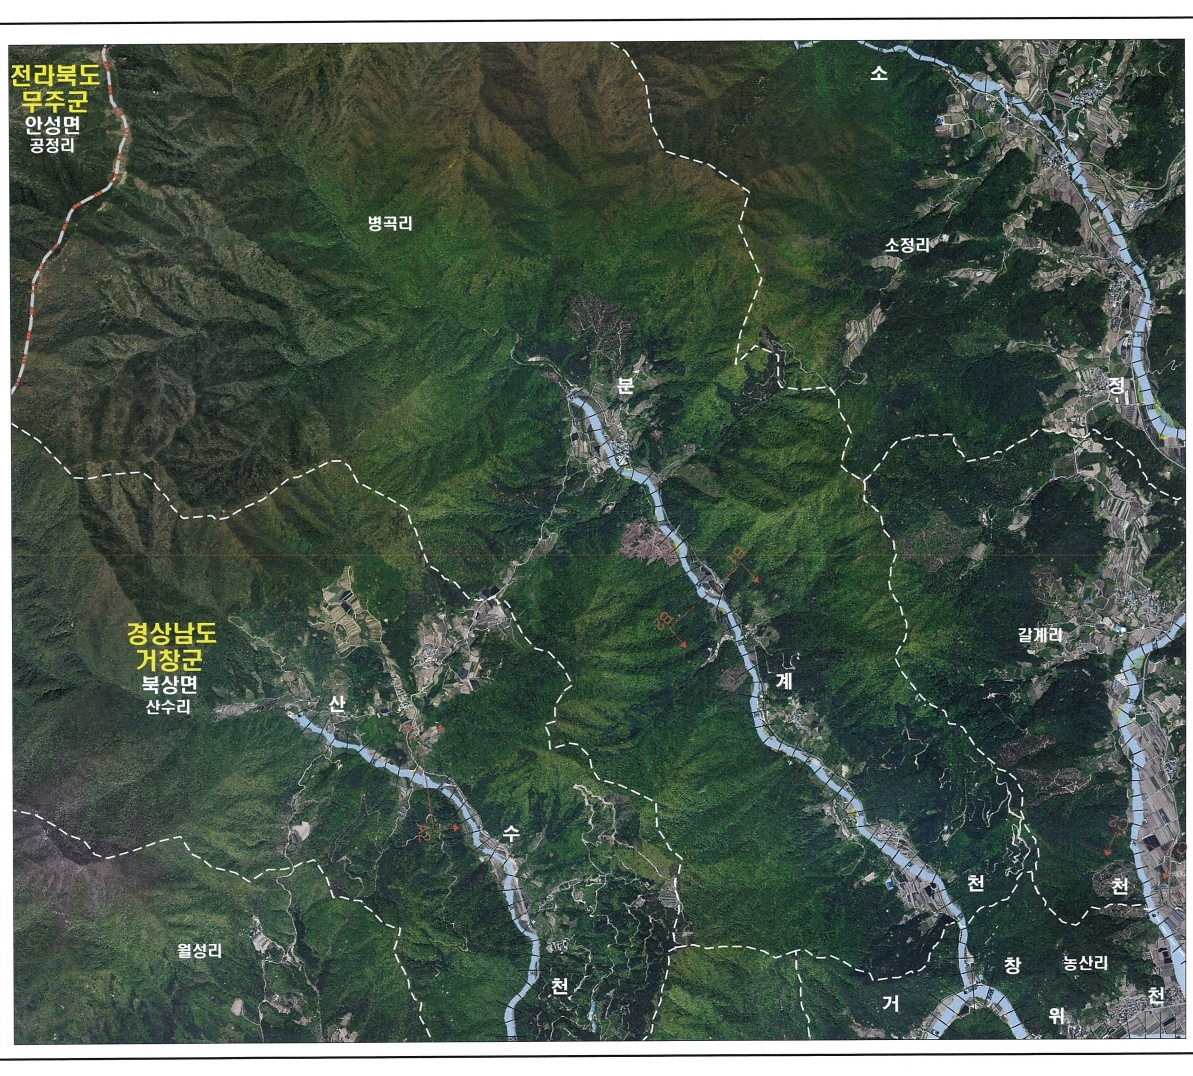 전라북도
무주군
안성면
공정리
소
병곡리
소정리
분
정
갈계리
경상남도
거창군
북상면
산수리
산
계
수
천
천
월성리
천
창
농산리
거
위
천